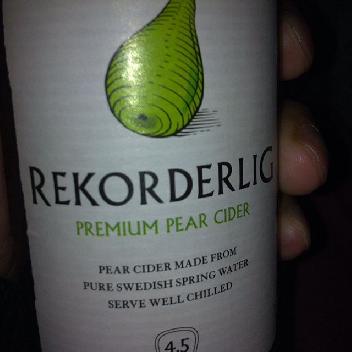 REKORDERLIG
PREMIUM PEAR CIDER
PEAR CIDER MADE FROM
PURE SWEDISH SPRING WATER
SERVE WELL CHILLED
4.5